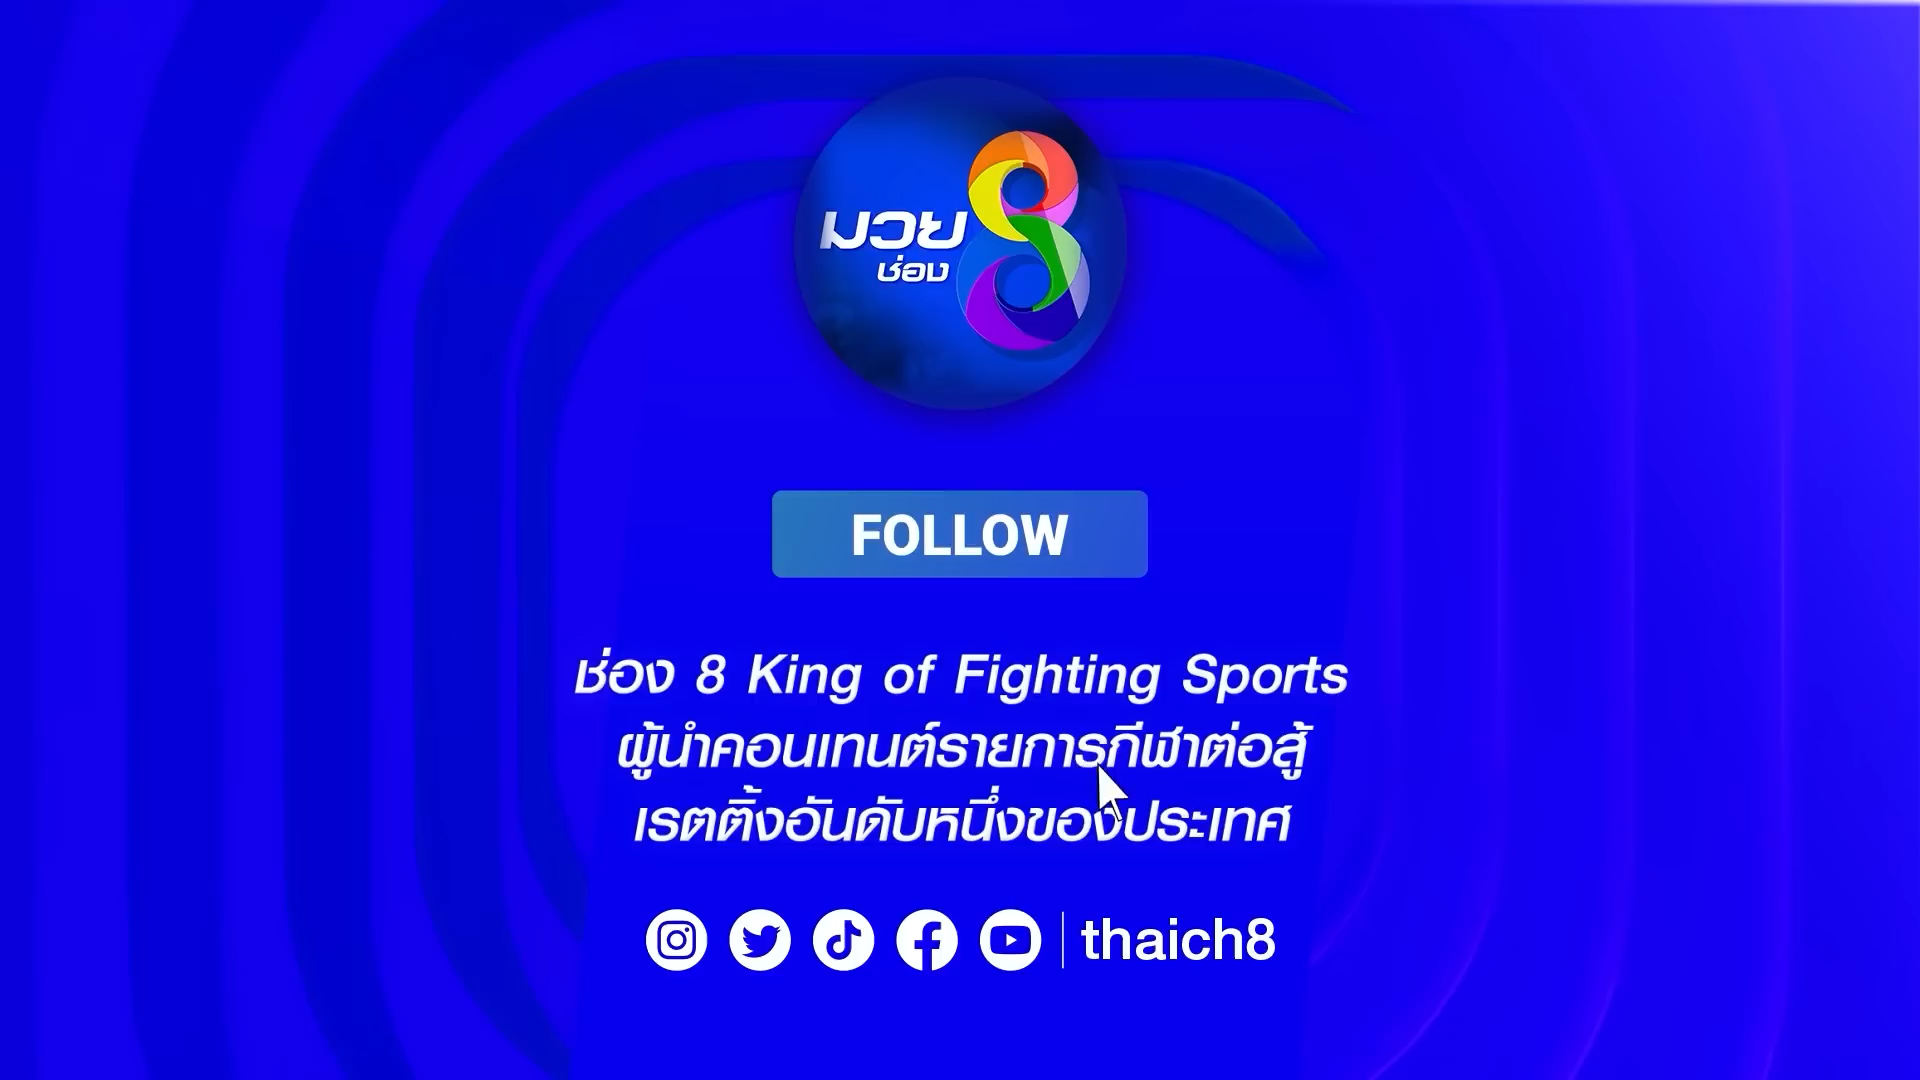 มวย
ช่อง
8
FOLLOW
ช่อง 8 King of Fighting Sports
ผู้นำคอนเทนต์รายการกีฬาต่อสู้
เรตติ้งอันดับหนึ่งของประเทศ
thaich8